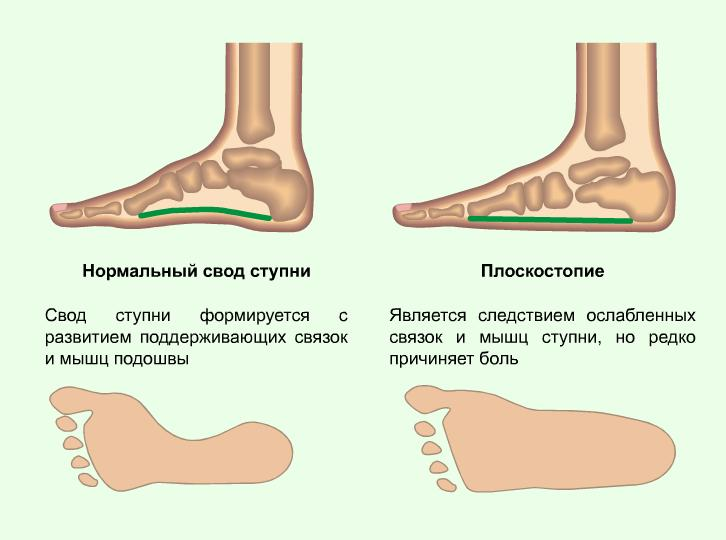 Нормальный свод ступни
Свод ступни формируется с
развитием поддерживающих связок
и мышц подошвы
Плоскостопие
Является следствием ослабленных
связок и мышц ступни, но редко
причиняет боль